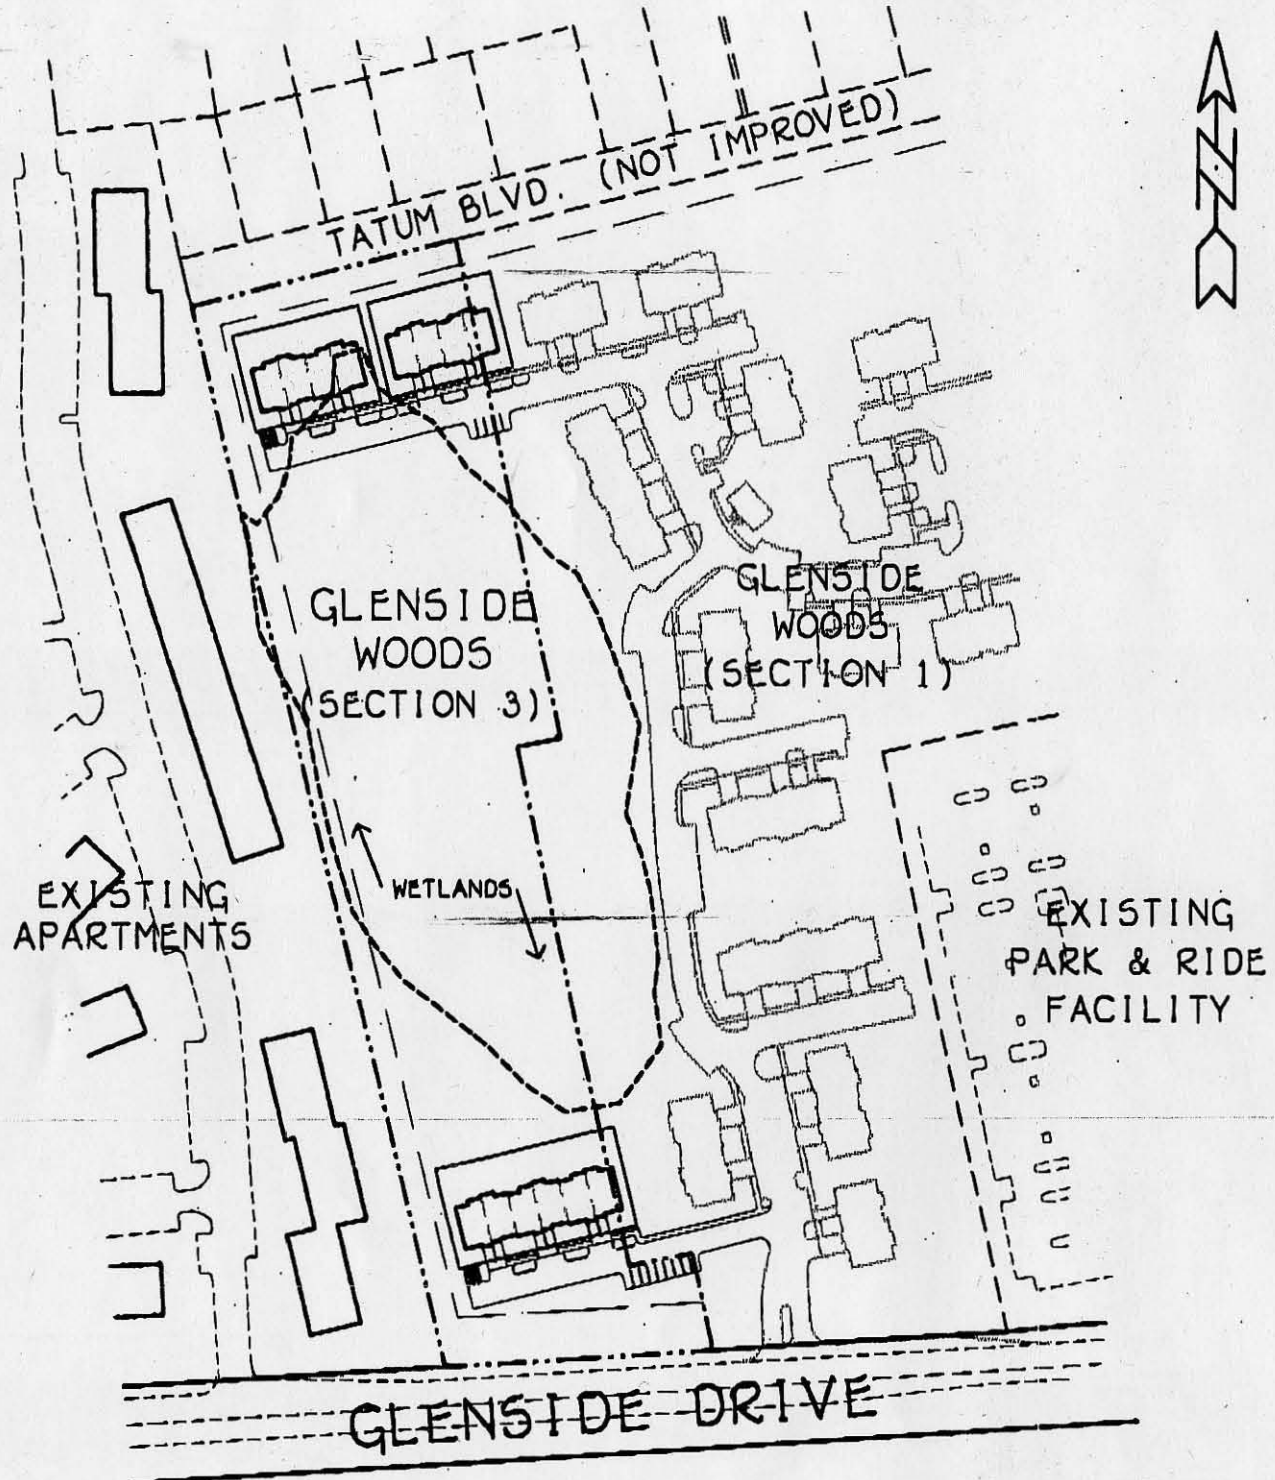 TATUM BLVD. (NOT IMPROVED)
N
GLENSIDE
WOODS
(SECTION 3)
GLENSIDE
WOODS
(SECTION 1)
WETLANDS
EXISTING
APARTMENTS
EXISTING
PARK & RIDE
FACILITY
GLENSIDE DRIVE